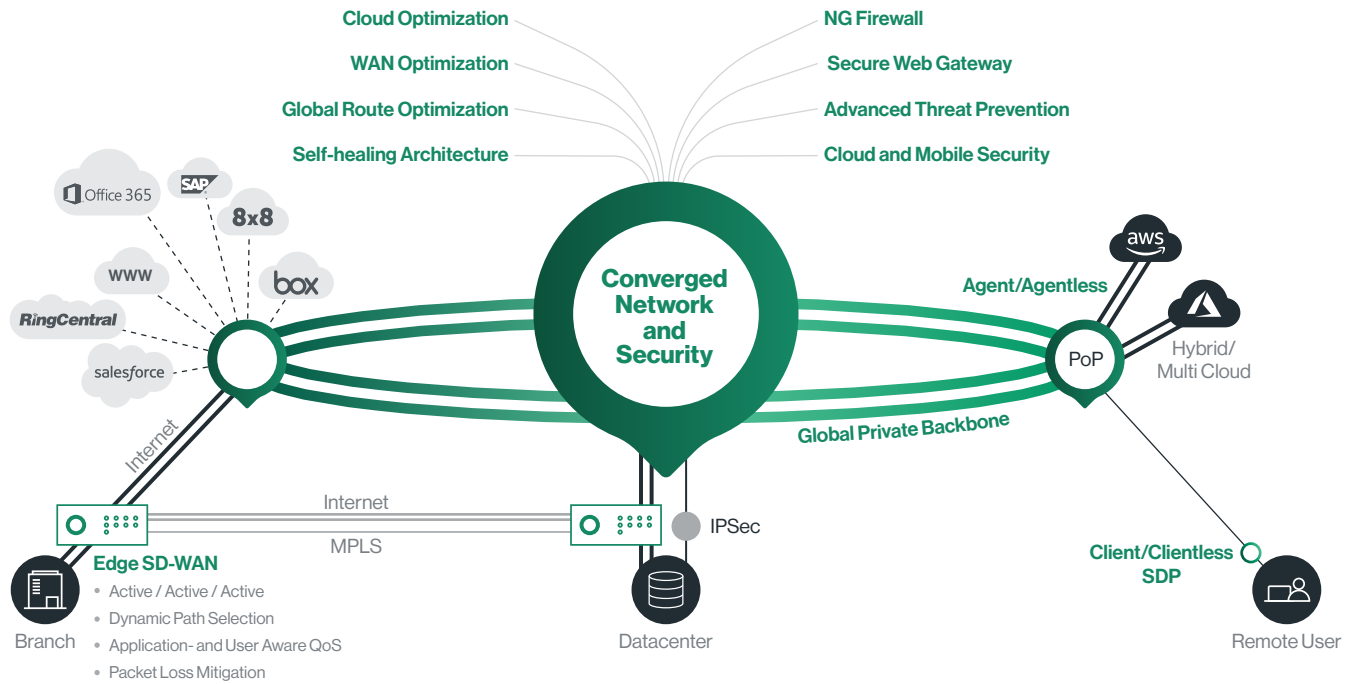 Cloud Optimization
WAN Optimization
Global Route Optimization
Self-healing Architecture
NG Firewall
Secure Web Gateway
Advanced Threat Prevention
Cloud and Mobile Security
Office 365
SAP
8x8
www
box
RingCentral
salesforce
Converged
Network
and
Security
Agent/Agentless
aws
PoP
Hybrid/
Multi Cloud
Global Private Backbone
Internet
Internet
MPLS
IPSec
Edge SD-WAN
• Active / Active / Active
• Dynamic Path Selection
• Application- and User Aware QoS
• Packet Loss Mitigation
Branch
Datacenter
Client/Clientless
SDP
Remote User